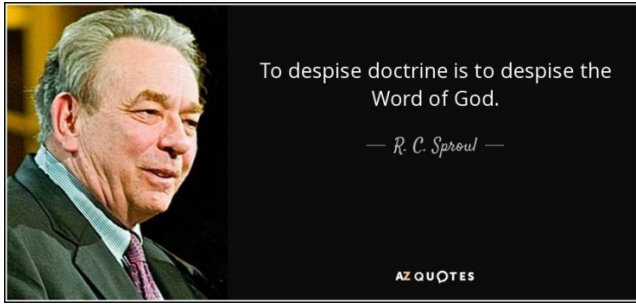 To despise doctrine is to despise the
Word of God.
— R. C. Sproul —
AZ QUOTES